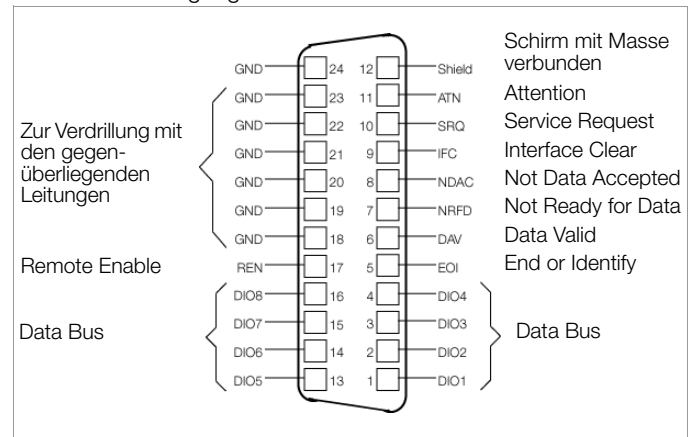 GND 24 12 Shield Schirm mit Masse
verbunden
GND 23 11 ATN Attention
GND 22 10 SRQ Service Request
Zur Verdrillung mit
den gegen-
überliegenden
Leitungen
GND 21 9 IFC Interface Clear
GND 20 8 NDAC Not Data Accepted
GND 19 7 NRFD Not Ready for Data
GND 18 6 DAV Data Valid
Remote Enable REN 17 5 EOI End or Identify
DIO8 16 4 DIO4
Data Bus DIO7 15 3 DIO3 Data Bus
DIO6 14 2 DIO2
DIO5 13 1 DIO1